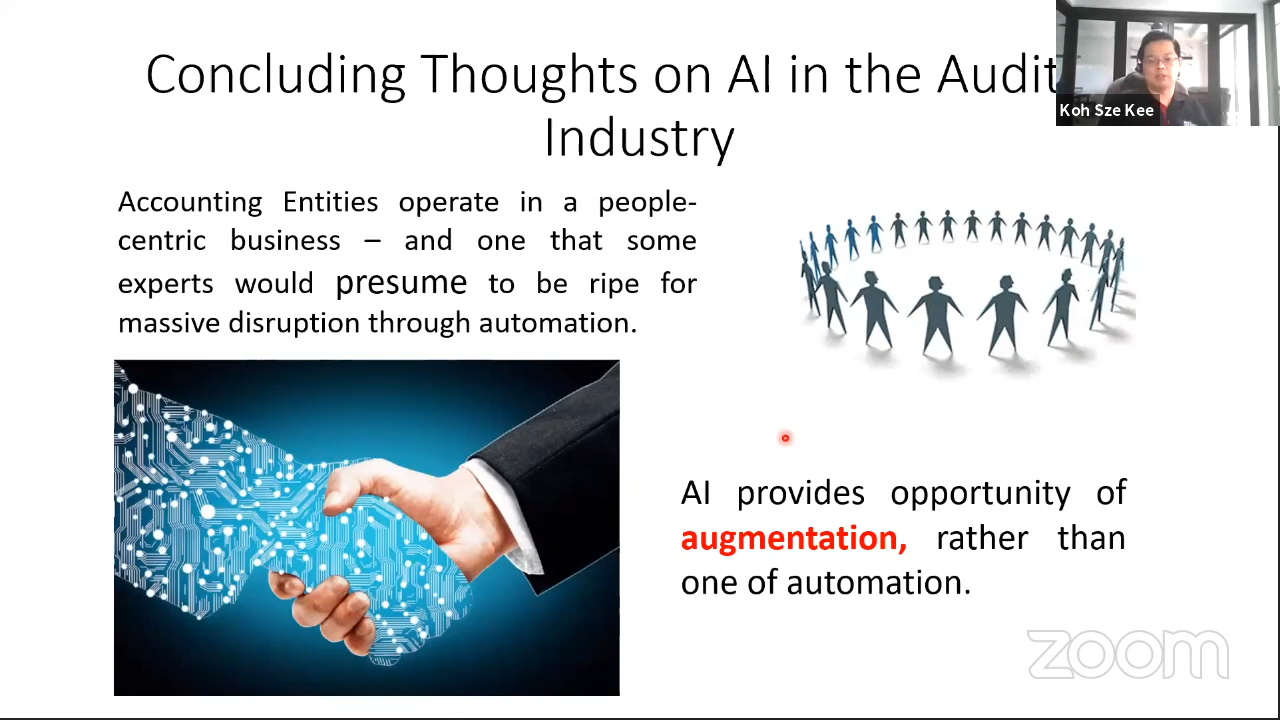 Concluding Thoughts on AI in the Audit
Industry
Koh Sze Kee
Accounting Entities operate in a people-
centric business – and one that some
experts would presume to be ripe for
massive disruption through automation.
AI provides opportunity of
augmentation, rather than
one of automation.
zoom